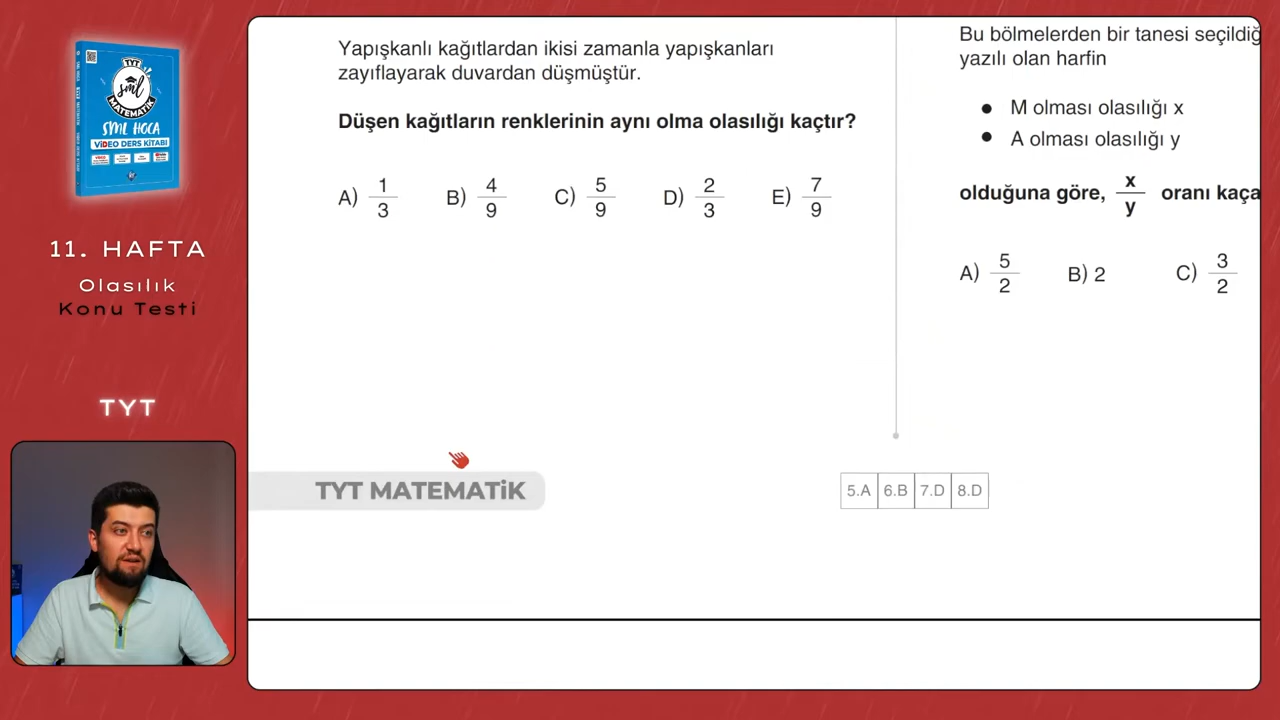 TYT
sml
MATEMATİK
SML HOCA
VİDEO DERS KİTABI
11. HAFTA
Olasılık
Konu Testi
TYT
Yapışkanlı kağıtlardan ikisi zamanla yapışkanları
zayıflayarak duvardan düşmüştür.
Düşen kağıtların renklerinin aynı olma olasılığı kaçtır?
A) 1/3 B) 4/9 C) 5/9 D) 2/3 E) 7/9
TYT MATEMATİK
5.A 6.B 7.D 8.D
Bu bölmelerden bir tanesi seçildiğ
yazılı olan harfin
● M olması olasılığı x
● A olması olasılığı y
olduğuna göre, x/y oranı kaça
A) 5/2 B) 2 C) 3/2